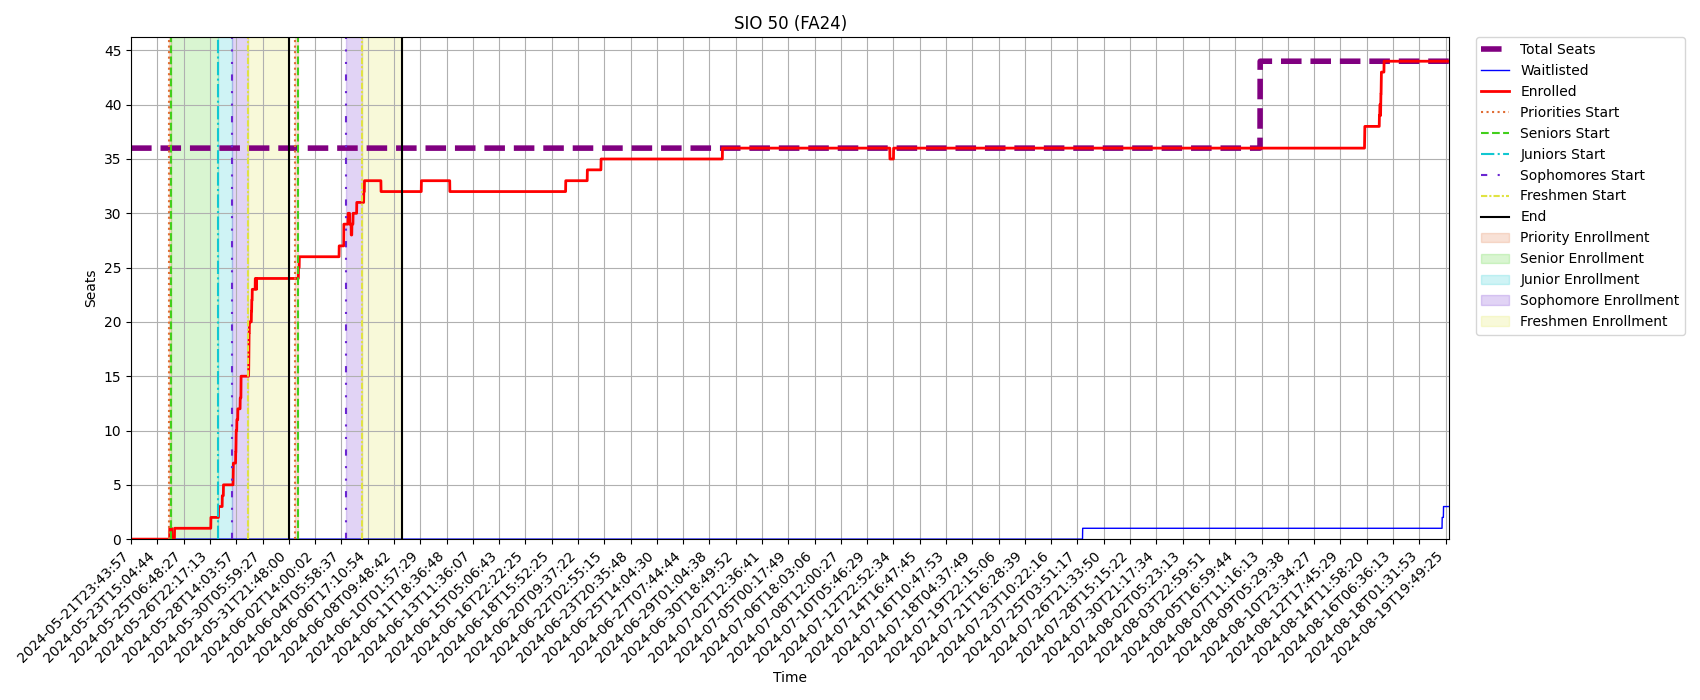 SIO 50 (FA24)
Seats
45
40
35
30
25
20
15
10
5
0
2024-05-21T23:43:57
2024-05-23T15:04:44
2024-05-25T06:48:27
2024-05-26T22:17:13
2024-05-28T14:03:57
2024-05-30T05:59:27
2024-05-31T21:48:00
2024-06-02T14:00:02
2024-06-04T05:58:37
2024-06-06T17:10:54
2024-06-08T09:48:42
2024-06-10T01:57:29
2024-06-11T18:36:48
2024-06-13T11:36:07
2024-06-15T05:06:43
2024-06-16T22:22:25
2024-06-18T15:52:25
2024-06-20T09:37:22
2024-06-22T02:55:15
2024-06-23T20:35:48
2024-06-25T14:04:30
2024-06-27T07:44:44
2024-06-29T01:04:38
2024-06-30T18:49:52
2024-07-02T12:36:41
2024-07-05T00:17:49
2024-07-06T18:03:06
2024-07-08T12:00:27
2024-07-10T05:46:29
2024-07-12T22:52:34
2024-07-14T16:47:45
2024-07-16T10:47:53
2024-07-18T04:37:49
2024-07-19T22:15:06
2024-07-21T16:28:39
2024-07-23T10:22:16
2024-07-25T03:51:17
2024-07-26T21:33:50
2024-07-28T15:15:22
2024-07-30T21:17:34
2024-08-02T05:23:13
2024-08-03T22:59:51
2024-08-05T16:59:44
2024-08-07T11:16:13
2024-08-09T05:29:38
2024-08-10T23:34:27
2024-08-12T17:45:29
2024-08-14T11:58:20
2024-08-16T06:36:13
2024-08-18T01:31:53
2024-08-19T19:49:25
Time
Total Seats
Waitlisted
Enrolled
Priorities Start
Seniors Start
Juniors Start
Sophomores Start
Freshmen Start
End
Priority Enrollment
Senior Enrollment
Junior Enrollment
Sophomore Enrollment
Freshmen Enrollment